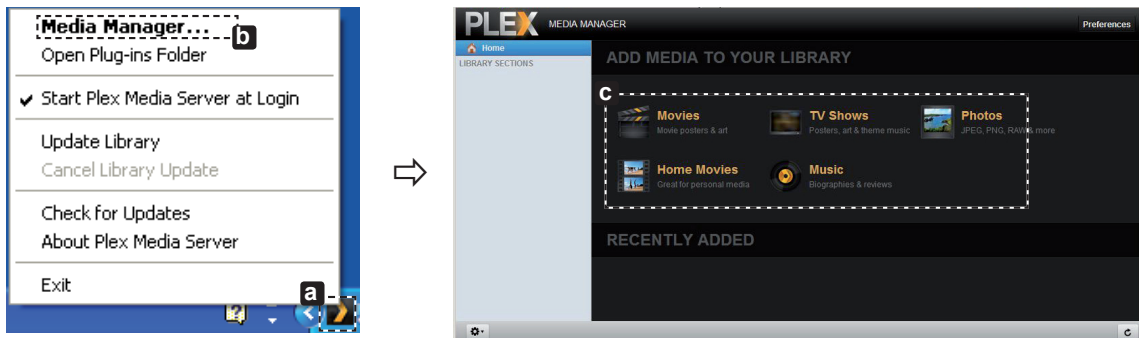 Media Manager...
b
Open Plug-ins Folder
Start Plex Media Server at Login
Update Library
Cancel Library Update
Check for Updates
About Plex Media Server
Exit
a
PLEX MEDIA MANAGER
Preferences
Home
LIBRARY SECTIONS
ADD MEDIA TO YOUR LIBRARY
c
Movies
Movie posters & art
TV Shows
Posters, art & theme music
Photos
JPEG, PNG, RAW & more
Home Movies
Great for personal media
Music
Biographies & reviews
RECENTLY ADDED